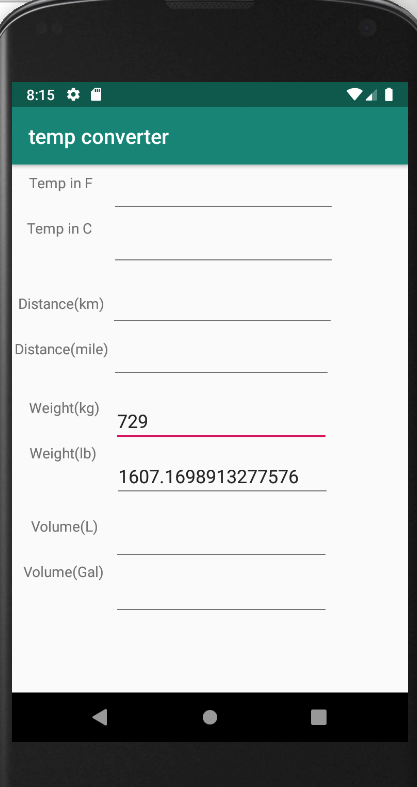 8:15
temp converter
Temp in F
Temp in C
Distance(km)
Distance(mile)
Weight(kg)
729
Weight(lb)
1607.1698913277576
Volume(L)
Volume(Gal)